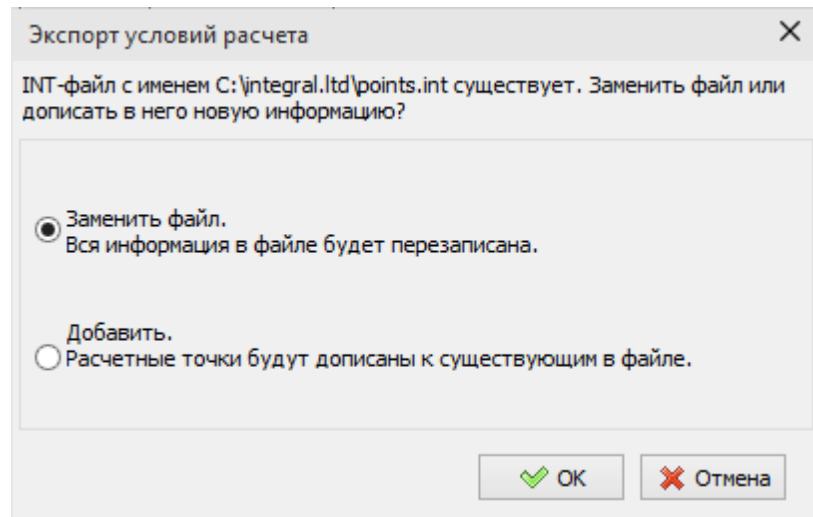 Экспорт условий расчета
INT-файл с именем C:\integral.ltd\points.int существует. Заменить файл или
дописать в него новую информацию?
Заменить файл.
Вся информация в файле будет перезаписана.
Добавить.
Расчетные точки будут дописаны к существующим в файле.
OK
Отмена